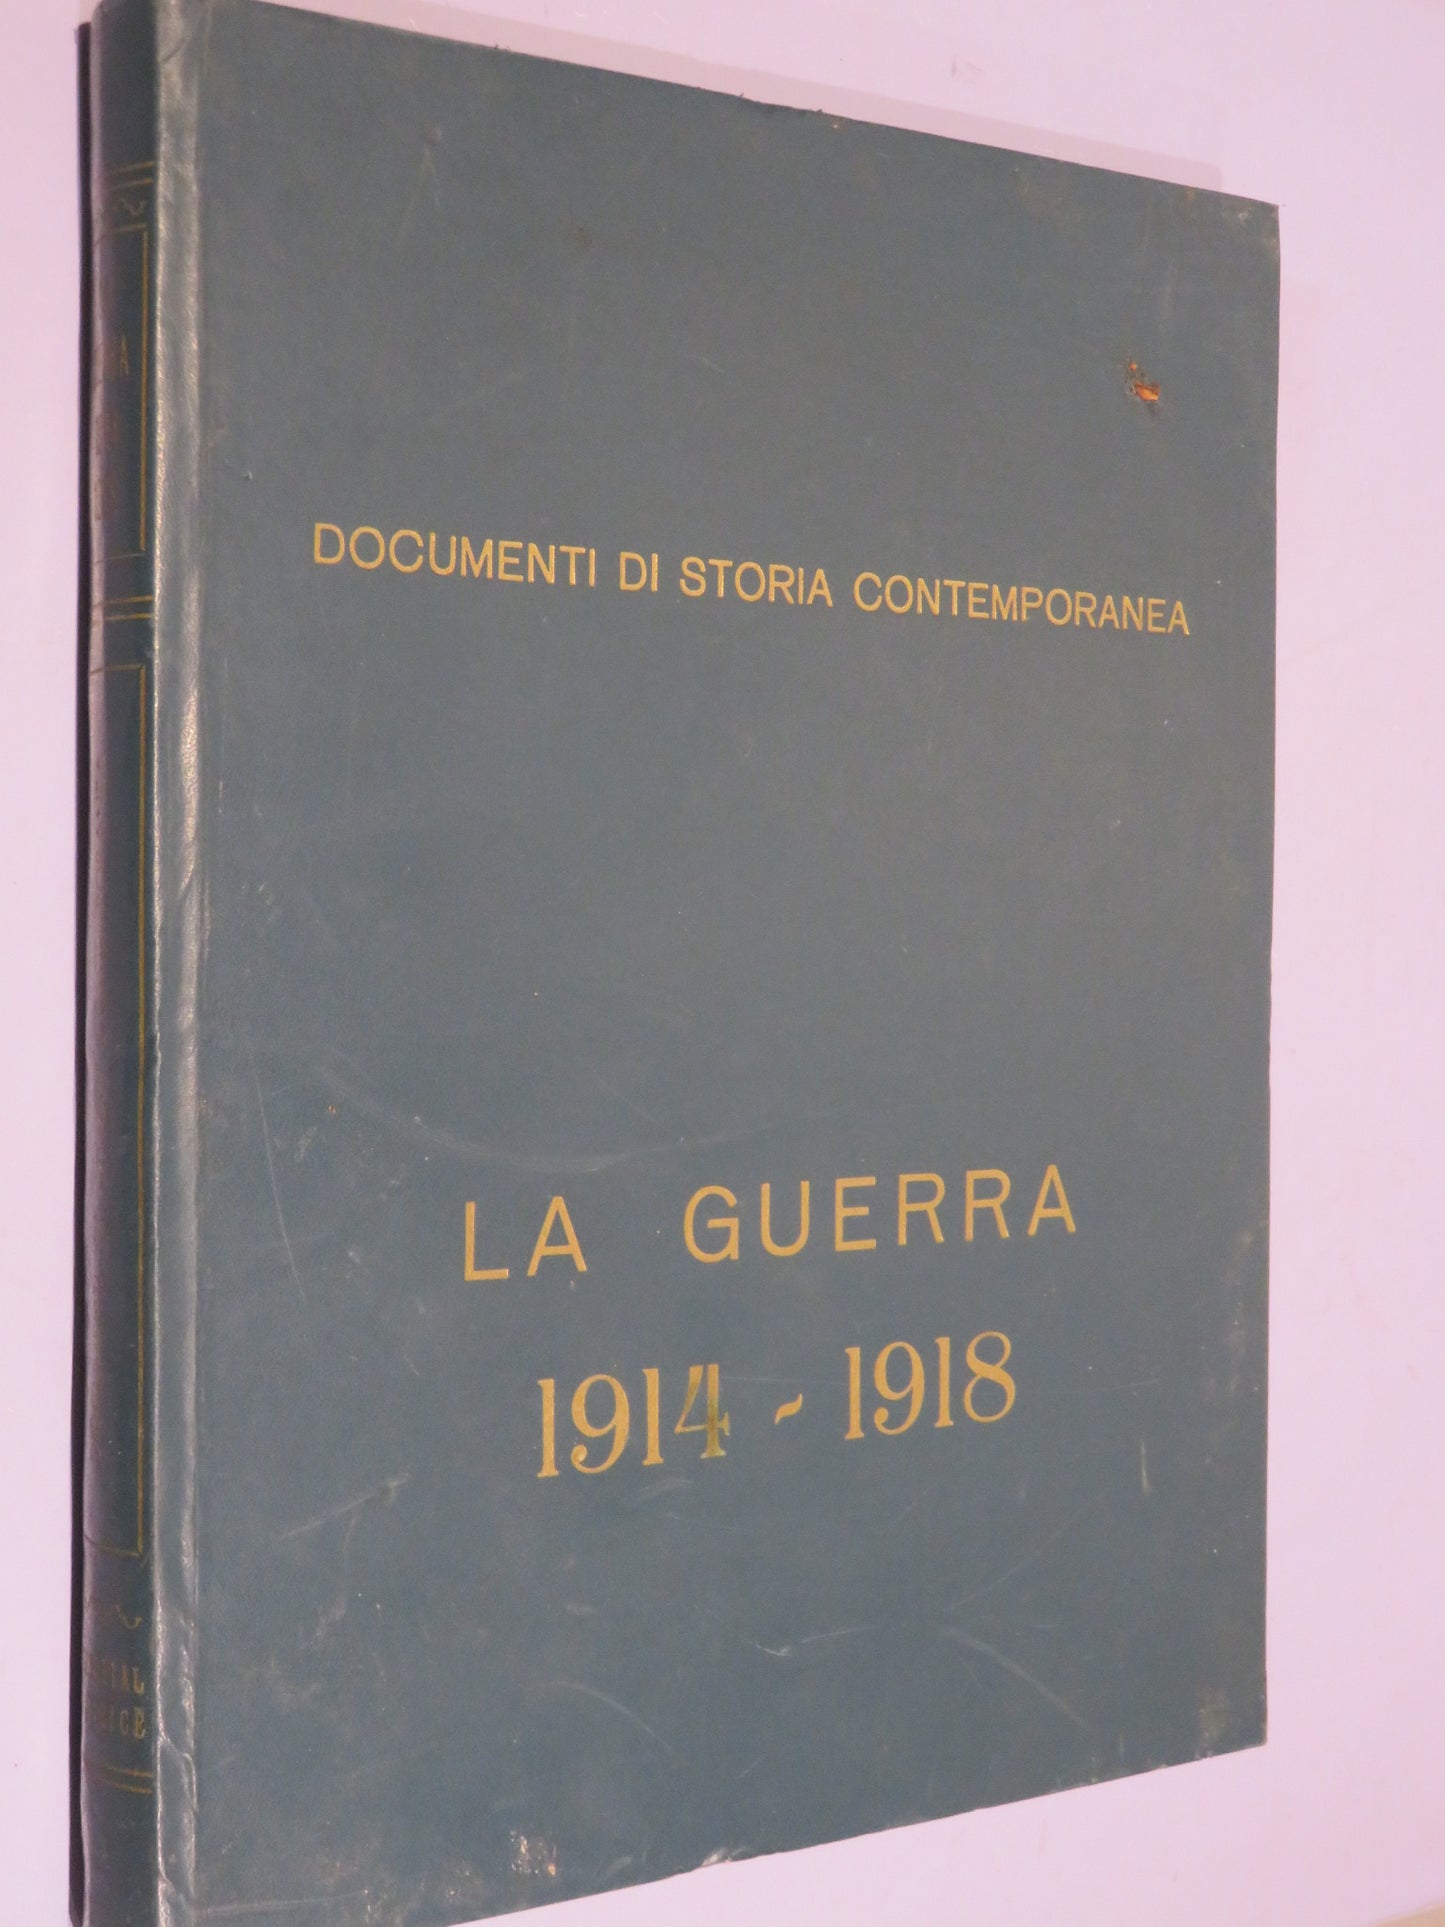 DOCUMENTI DI STORIA CONTEMPORANEA
LA GUERRA
1914 - 1918